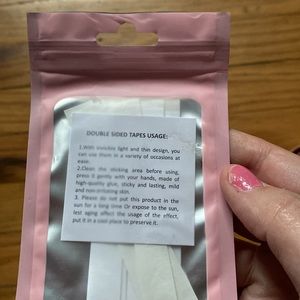 DOUBLE SIDED TAPES USAGE:
1.With invisible light and thin design, you
can use them in a variety of occasions at
ease.
2.Clean the sticking area before using,
press it gently with your hands, made of
high-quality glue, sticky and lasting, mild
and non-irritating skin.
3. Please do not put this product in the
sun for a long time Or expose to the sun,
lest aging affect the usage of the effect,
put it in a cool place to preserve it.